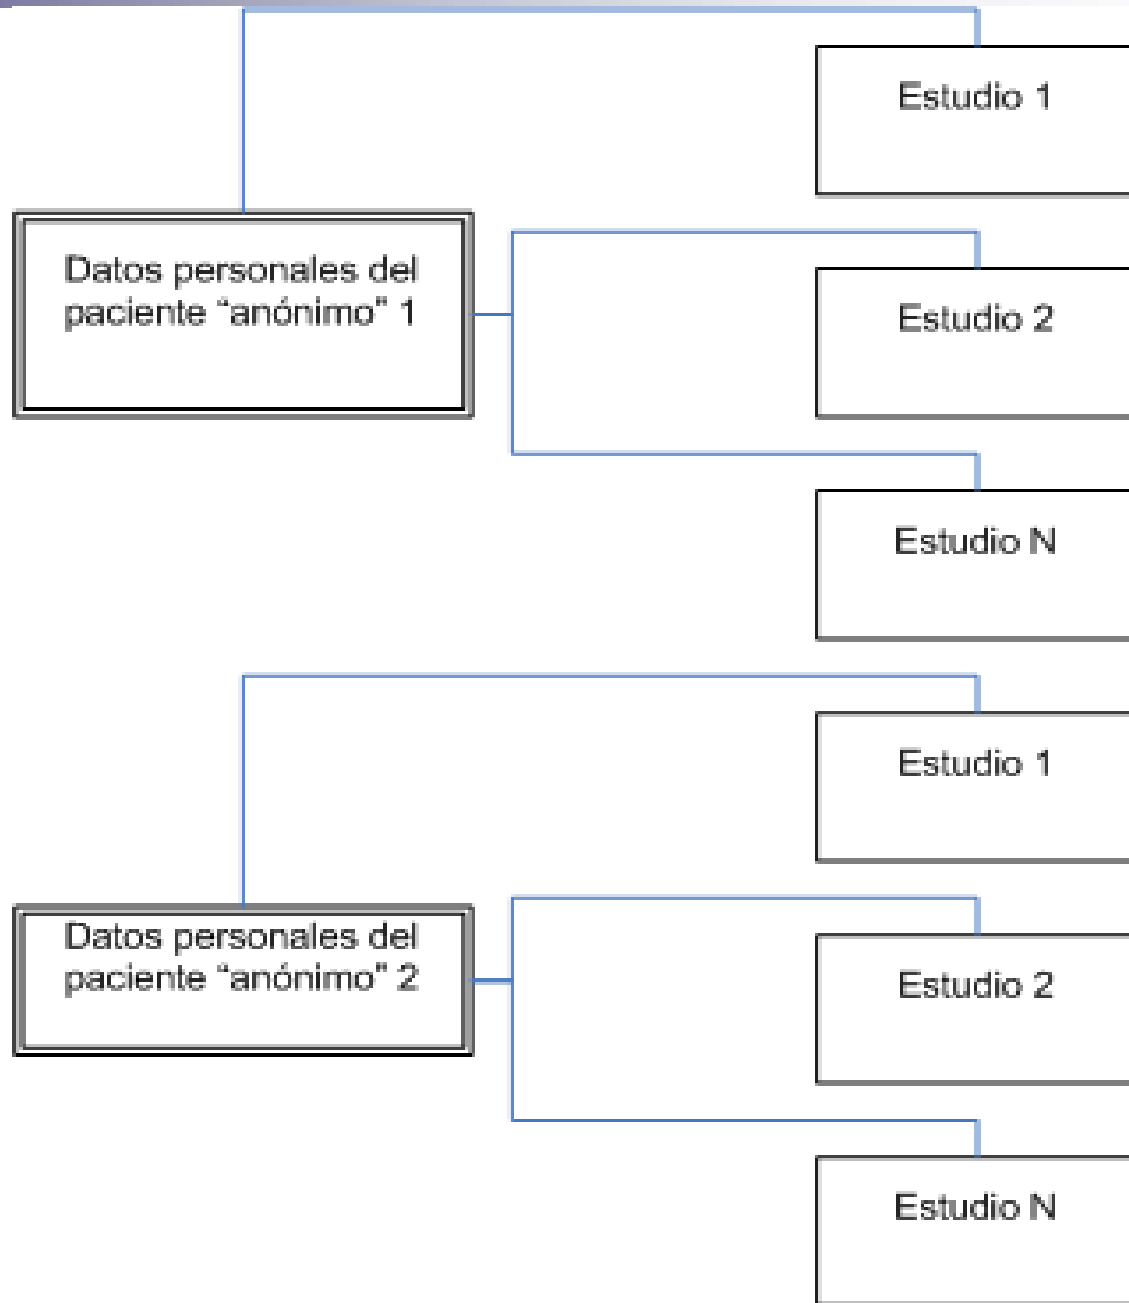 Estudio 1
Datos personales del
paciente “anónimo” 1
Estudio 2
Estudio N
Estudio 1
Datos personales del
paciente “anónimo” 2
Estudio 2
Estudio N